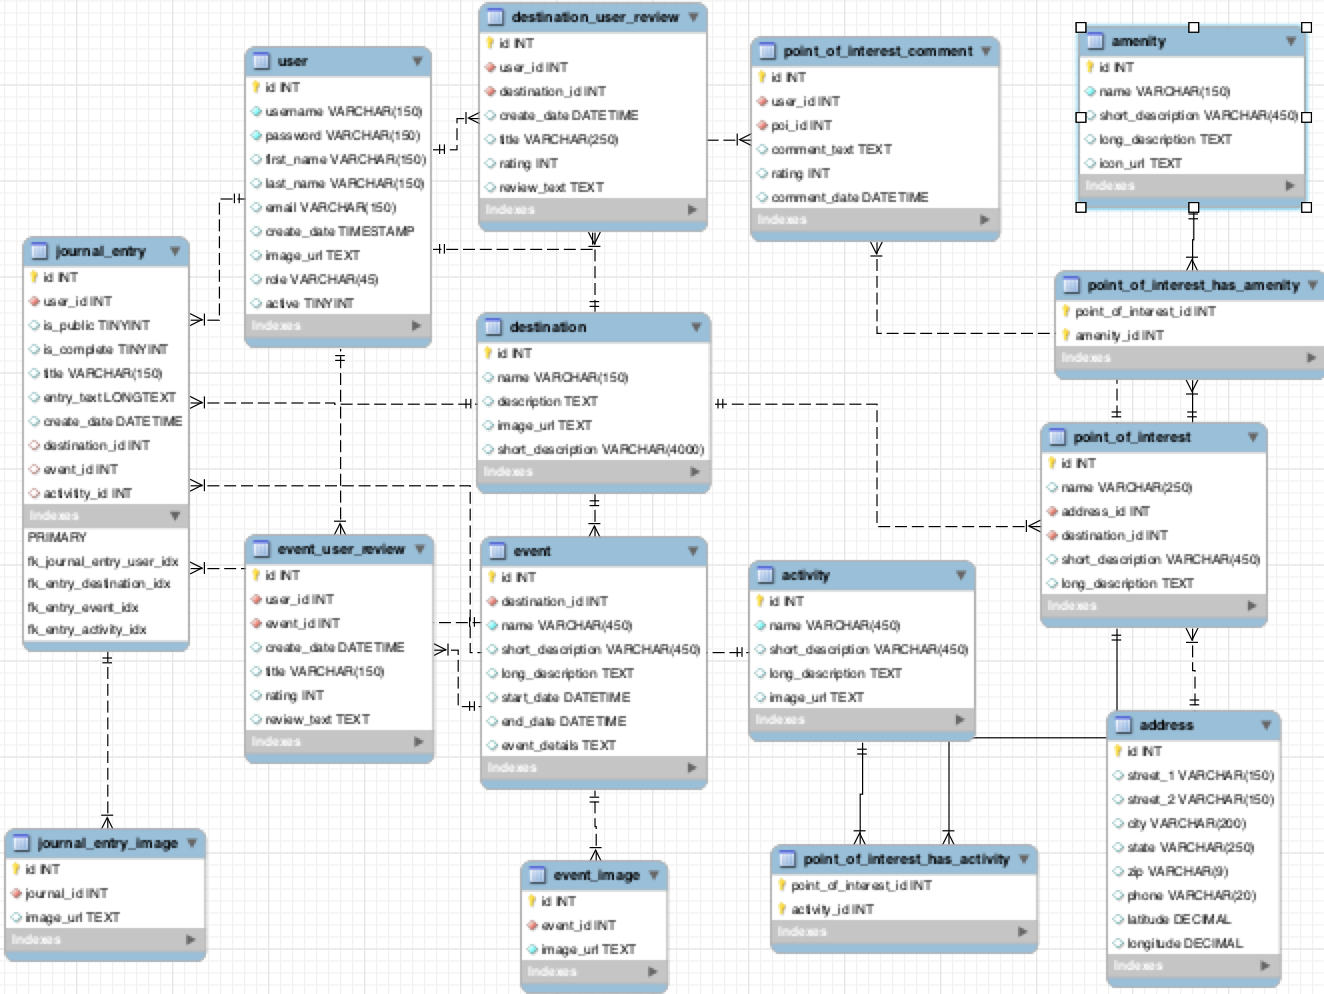 destination_user_review
id INT
user_id INT
destination_id INT
create_date DATETIME
title VARCHAR(250)
rating INT
review_text TEXT
Indexes
user
id INT
username VARCHAR(150)
password VARCHAR(150)
first_name VARCHAR(150)
last_name VARCHAR(150)
email VARCHAR(150)
create_date TIMESTAMP
image_url TEXT
role VARCHAR(45)
active TINYINT
Indexes
point_of_interest_comment
id INT
user_id INT
poi_id INT
comment_text TEXT
rating INT
comment_date DATETIME
Indexes
amenity
id INT
name VARCHAR(150)
short_description VARCHAR(450)
long_description TEXT
icon_url TEXT
Indexes
journal_entry
id INT
user_id INT
is_public TINYINT
is_complete TINYINT
title VARCHAR(150)
entry_text LONGTEXT
create_date DATETIME
destination_id INT
event_id INT
activitiy_id INT
Indexes
PRIMARY
fk_journal_entry_user_idx
fk_entry_destination_idx
fk_entry_event_idx
fk_entry_activity_idx
destination
id INT
name VARCHAR(150)
description TEXT
image_url TEXT
short_description VARCHAR(4000)
Indexes
point_of_interest_has_amenity
point_of_interest_id INT
amenity_id INT
Indexes
point_of_interest
id INT
name VARCHAR(250)
address_id INT
destination_id INT
short_description VARCHAR(450)
long_description TEXT
Indexes
event_user_review
id INT
user_id INT
event_id INT
create_date DATETIME
title VARCHAR(150)
rating INT
review_text TEXT
Indexes
event
id INT
destination_id INT
name VARCHAR(450)
short_description VARCHAR(450)
long_description TEXT
start_date DATETIME
end_date DATETIME
event_details TEXT
Indexes
activity
id INT
name VARCHAR(450)
short_description VARCHAR(450)
long_description TEXT
image_url TEXT
Indexes
address
id INT
street_1 VARCHAR(150)
street_2 VARCHAR(150)
city VARCHAR(200)
state VARCHAR(250)
zip VARCHAR(9)
phone VARCHAR(20)
latitude DECIMAL
longitude DECIMAL
Indexes
journal_entry_image
id INT
journal_id INT
image_url TEXT
Indexes
event_image
id INT
event_id INT
image_url TEXT
Indexes
point_of_interest_has_activity
point_of_interest_id INT
activity_id INT
Indexes